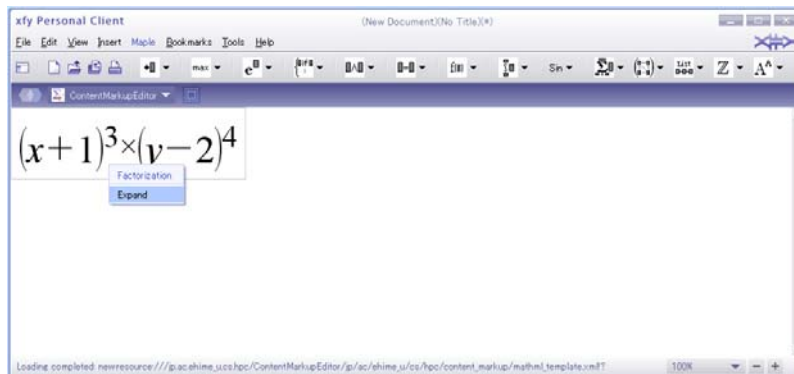 xfy Personal Client (New Document)(No Title)(*)
File Edit View Insert Maple Bookmarks Tools Help
max e Sin Z A^A
ContentMarkupEditor
(x+1)^3×(y−2)^4
Factorization
Expand
Loading completed: newresource:///jp.ac.ehime_u.cs.hpc/ContentMarkupEditor/jp/ac/ehime_u/cs/hpc/content_markup/mathml_template.xml 100% − +